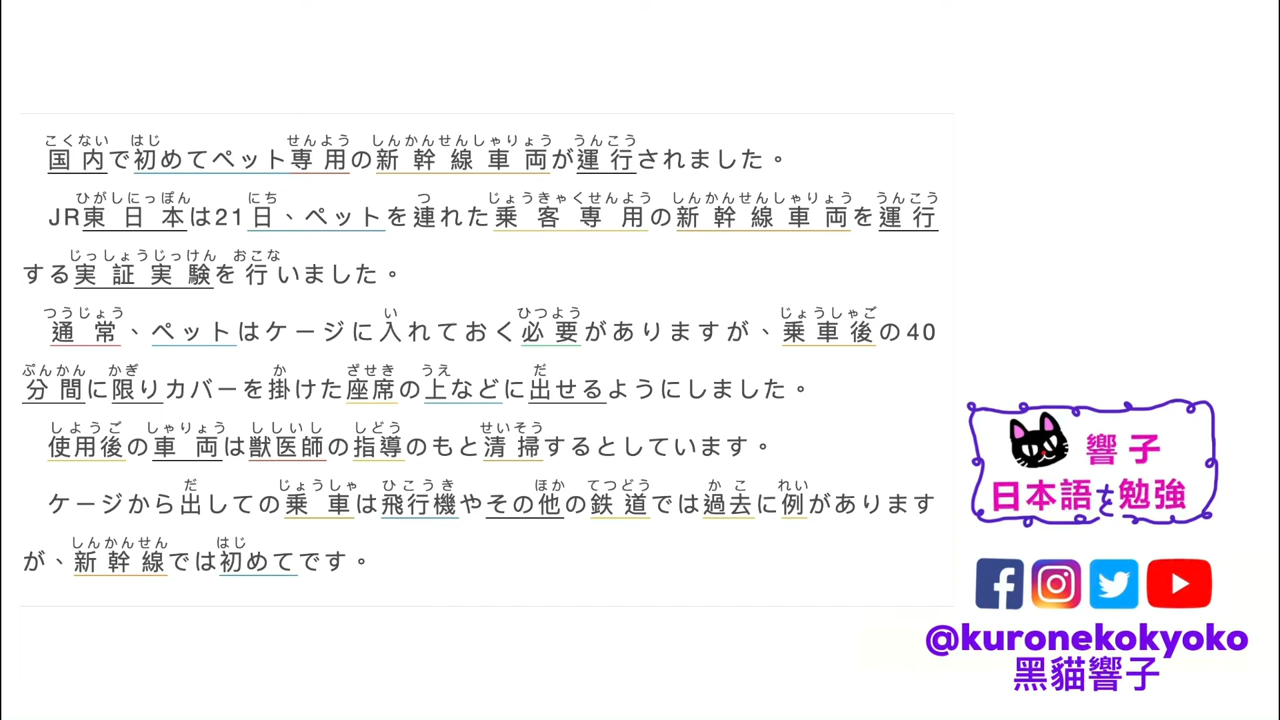 国内で初めてペット専用の新幹線車両が運行されました。
JR東日本は21日、ペットを連れた乗客専用の新幹線車両を運行
する実証実験を行いました。
通常、ペットはケージに入れておく必要がありますが、乗車後の40
分間に限りカバーを掛けた座席の上などに出せるようにしました。
使用後の車両は獣医師の指導のもと清掃するとしています。
ケージから出しての乗車は飛行機やその他の鉄道では過去に例があります
が、新幹線では初めてです。
響子
日本語を勉強
@kuronekokyoko
黑貓響子